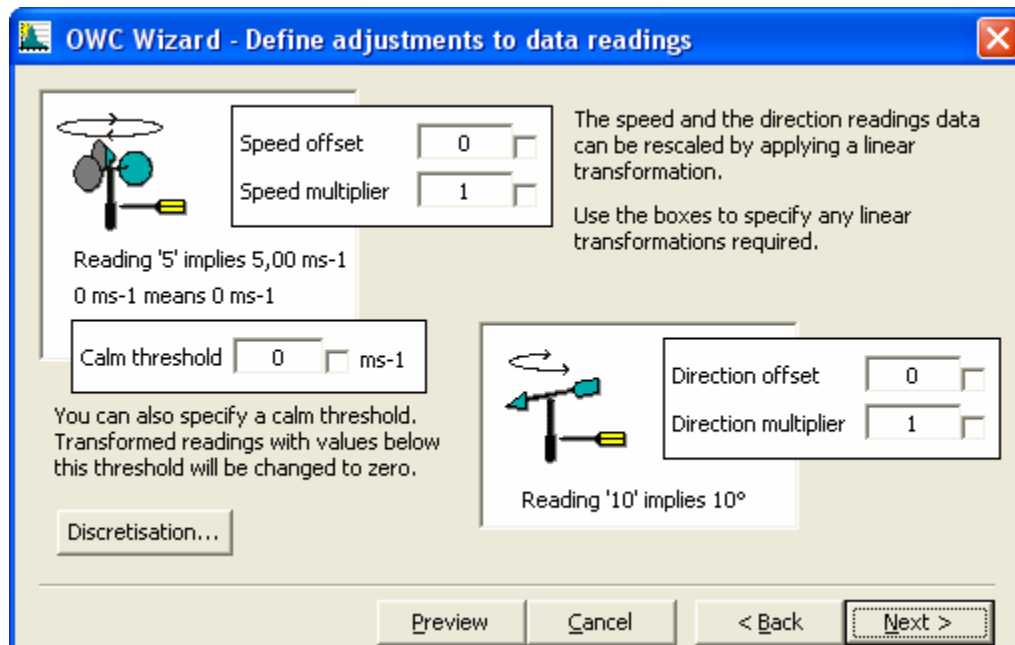 OWC Wizard - Define adjustments to data readings
Speed offset 0
Speed multiplier 1
Reading '5' implies 5,00 ms-1
0 ms-1 means 0 ms-1
Calm threshold 0 ms-1
You can also specify a calm threshold.
Transformed readings with values below
this threshold will be changed to zero.
Discretisation...
The speed and the direction readings data
can be rescaled by applying a linear
transformation.
Use the boxes to specify any linear
transformations required.
Direction offset 0
Direction multiplier 1
Reading '10' implies 10°
Preview
Cancel
< Back
Next >